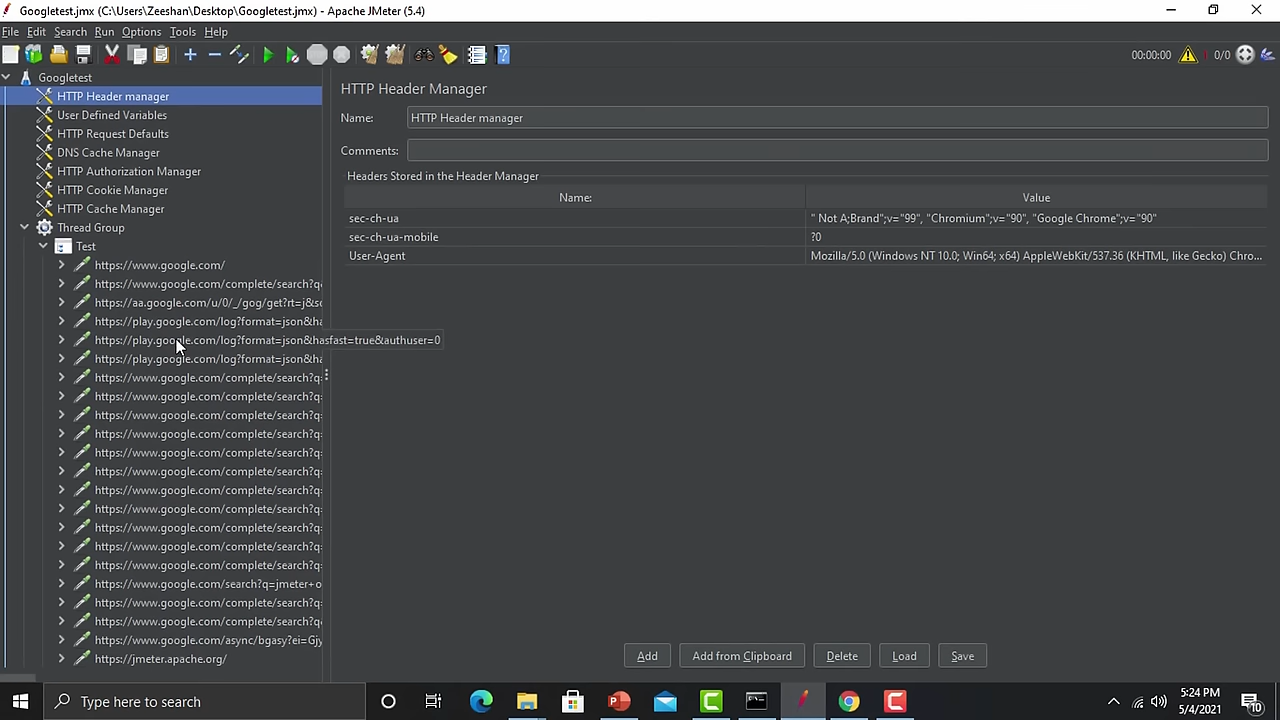 Googletest.jmx (C:\Users\Zeeshan\Desktop\Googletest.jmx) - Apache JMeter (5.4)
File Edit Search Run Options Tools Help
00:00:00 0/0
Googletest
HTTP Header manager
User Defined Variables
HTTP Request Defaults
DNS Cache Manager
HTTP Authorization Manager
HTTP Cookie Manager
HTTP Cache Manager
Thread Group
Test
https://www.google.com/
https://www.google.com/complete/search?q
https://aa.google.com/u/0/_/gog/get?rt=j&sc
https://play.google.com/log?format=json&ha
https://play.google.com/log?format=json&hasfast=true&authuser=0
https://play.google.com/log?format=json&ha
https://www.google.com/complete/search?q=
https://www.google.com/complete/search?q=
https://www.google.com/complete/search?q=
https://www.google.com/complete/search?q=
https://www.google.com/complete/search?q=
https://www.google.com/complete/search?q=
https://www.google.com/complete/search?q=
https://www.google.com/complete/search?q=
https://www.google.com/complete/search?q=
https://www.google.com/complete/search?q=
https://www.google.com/complete/search?q=
https://www.google.com/search?q=jmeter+o
https://www.google.com/complete/search?q=
https://www.google.com/complete/search?q=
https://www.google.com/async/bgasy?ei=Gjy
https://jmeter.apache.org/
HTTP Header Manager
Name: HTTP Header manager
Comments:
Headers Stored in the Header Manager
Name: Value
sec-ch-ua " Not A;Brand";v="99", "Chromium";v="90", "Google Chrome";v="90"
sec-ch-ua-mobile ?0
User-Agent Mozilla/5.0 (Windows NT 10.0; Win64; x64) AppleWebKit/537.36 (KHTML, like Gecko) Chro...
Add Add from Clipboard Delete Load Save
Type here to search
5:24 PM
5/4/2021
10